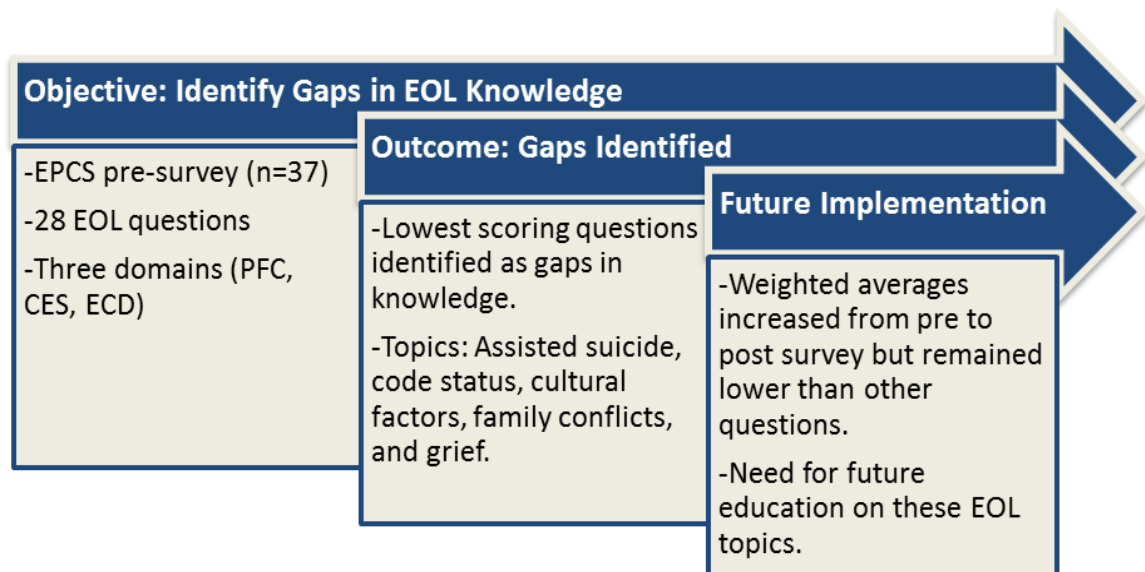 Objective: Identify Gaps in EOL Knowledge
-EPCS pre-survey (n=37)
-28 EOL questions
-Three domains (PFC,
CES, ECD)
Outcome: Gaps Identified
-Lowest scoring questions
identified as gaps in
knowledge.
-Topics: Assisted suicide,
code status, cultural
factors, family conflicts,
and grief.
Future Implementation
-Weighted averages
increased from pre to
post survey but remained
lower than other
questions.
-Need for future
education on these EOL
topics.